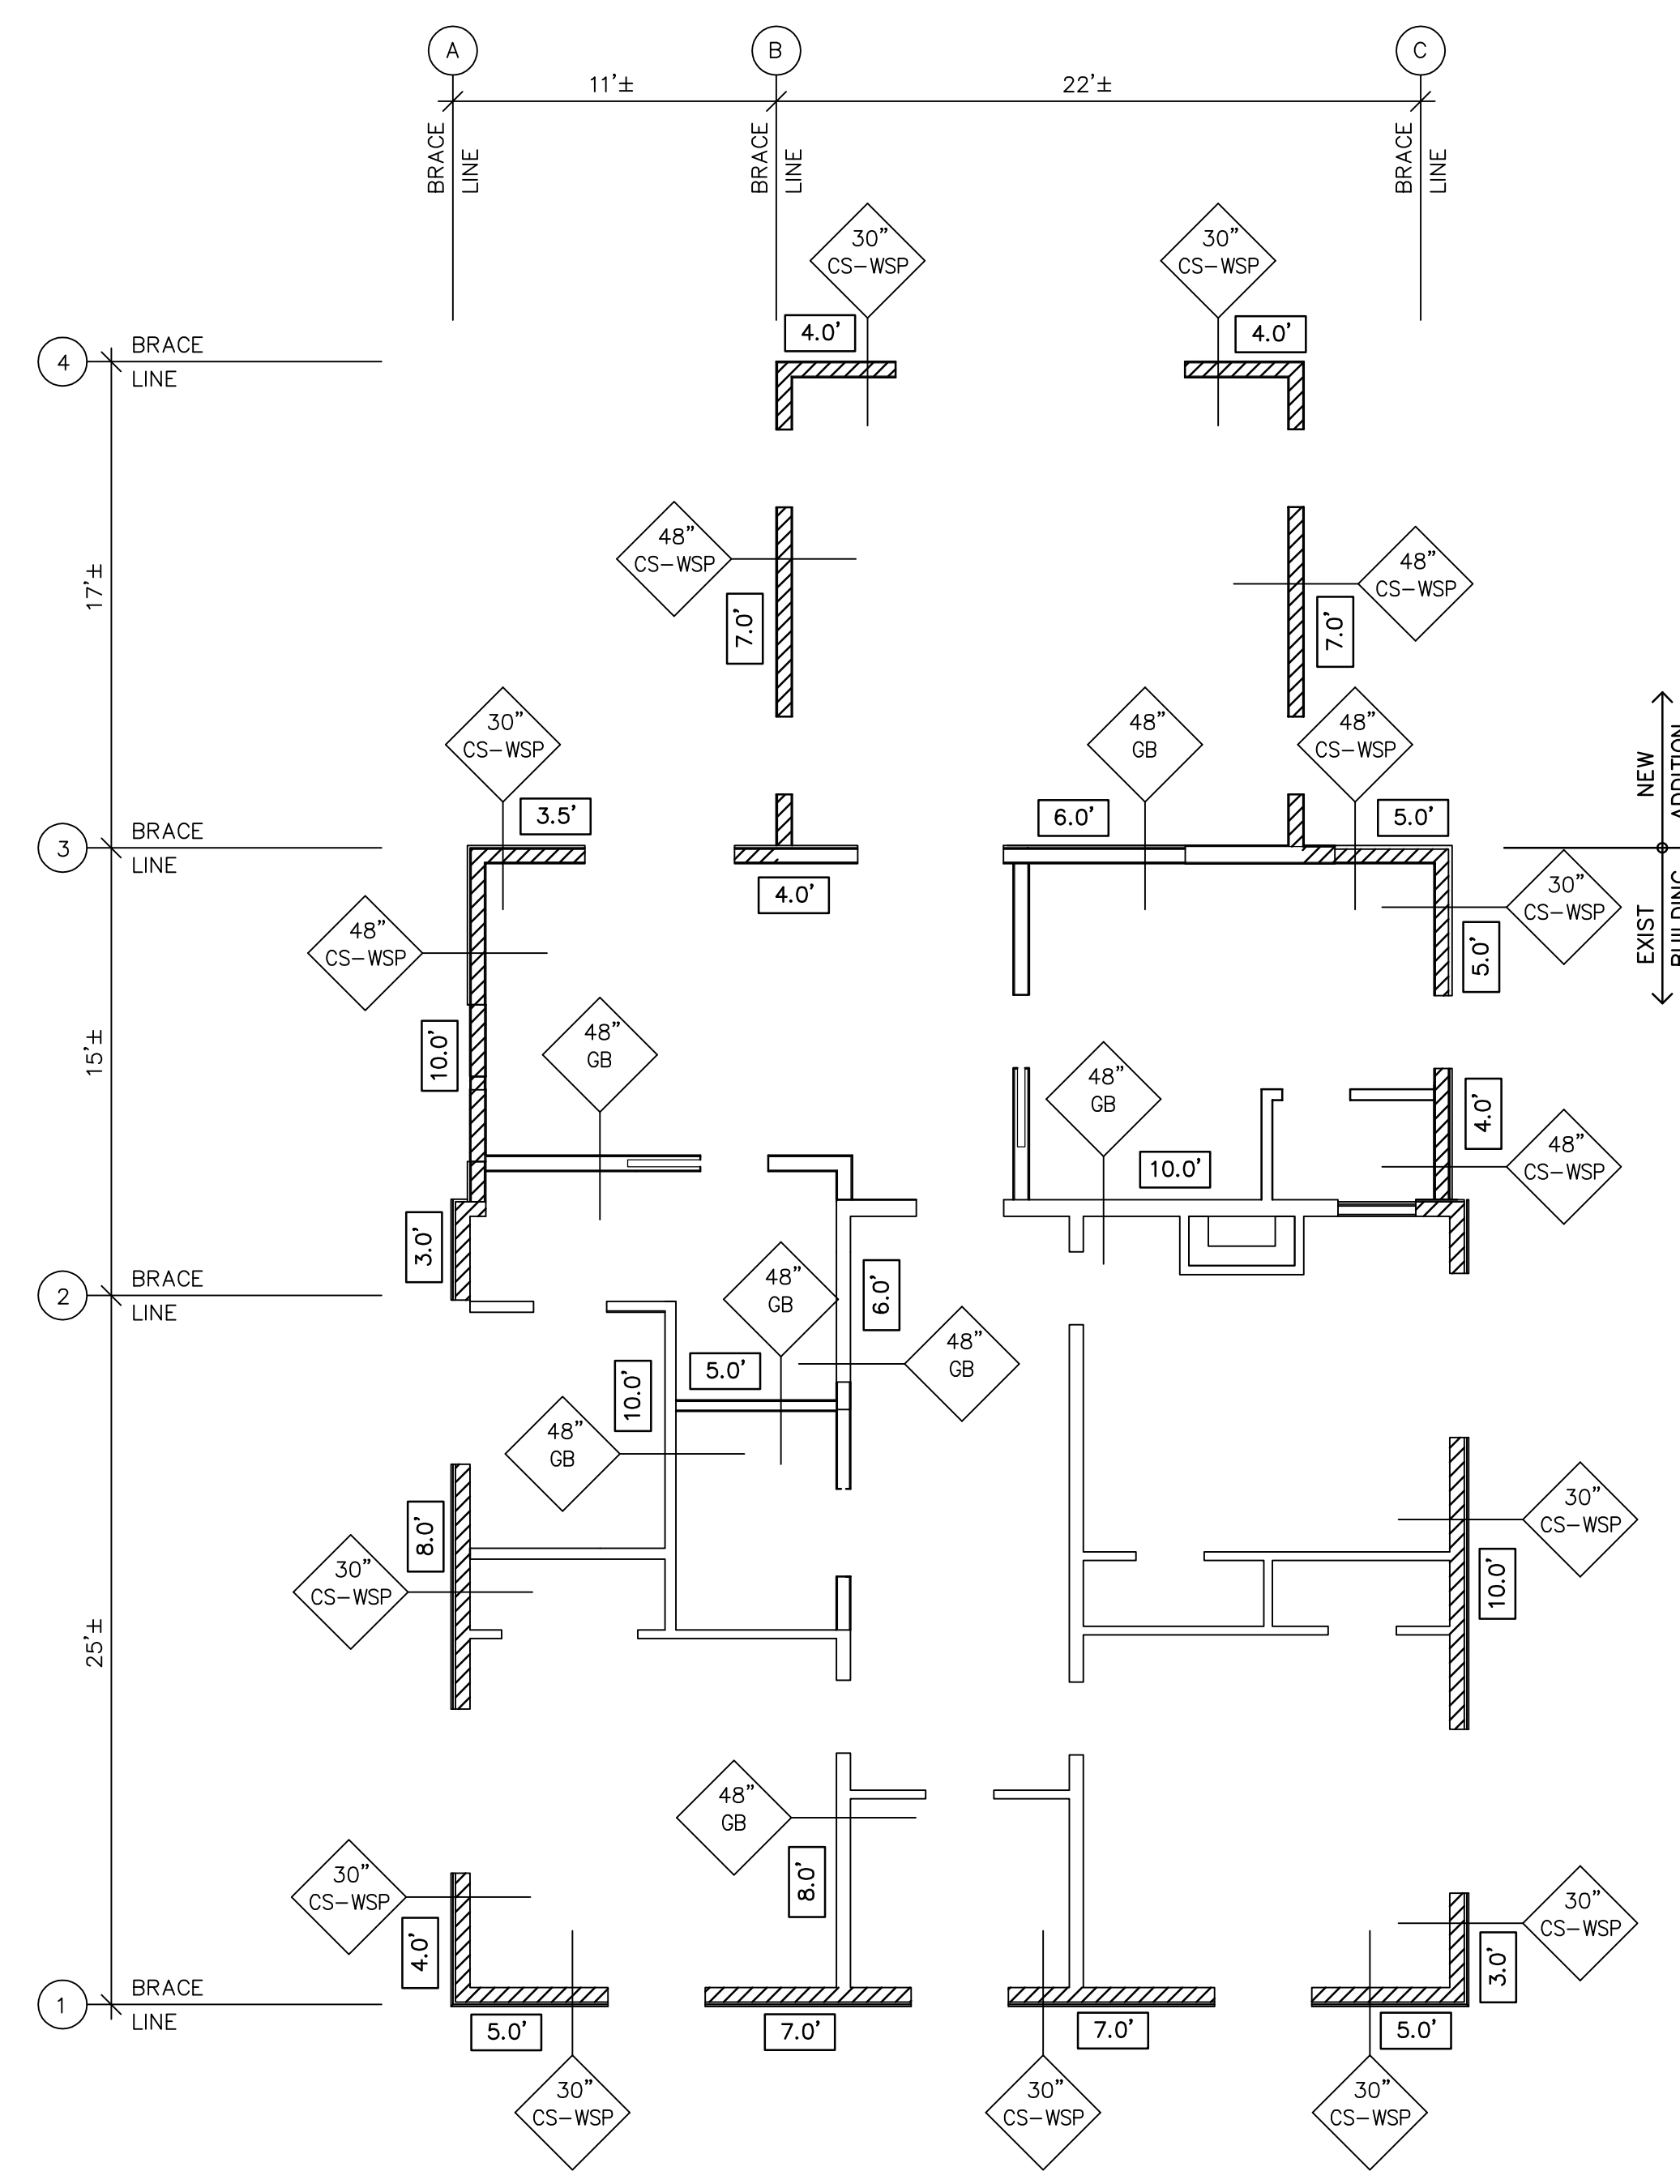 A
B
C
11'±
22'±
BRACE
LINE
BRACE
LINE
BRACE
LINE
30"
CS-WSP
30"
CS-WSP
4.0'
4.0'
4
BRACE
LINE
48"
CS-WSP
48"
CS-WSP
17'±
7.0'
7.0'
30"
CS-WSP
48"
GB
48"
CS-WSP
NEW
ADDITION
3.5'
6.0'
5.0'
3
BRACE
LINE
4.0'
30"
CS-WSP
EXIST
BUILDING
48"
CS-WSP
5.0'
15'±
10.0'
48"
GB
48"
GB
4.0'
10.0'
48"
CS-WSP
3.0'
2
BRACE
LINE
48"
GB
6.0'
48"
GB
10.0'
5.0'
48"
GB
8.0'
30"
CS-WSP
30"
CS-WSP
10.0'
25'±
48"
GB
8.0'
30"
CS-WSP
4.0'
30"
CS-WSP
3.0'
1
BRACE
LINE
5.0'
7.0'
7.0'
5.0'
30"
CS-WSP
30"
CS-WSP
30"
CS-WSP